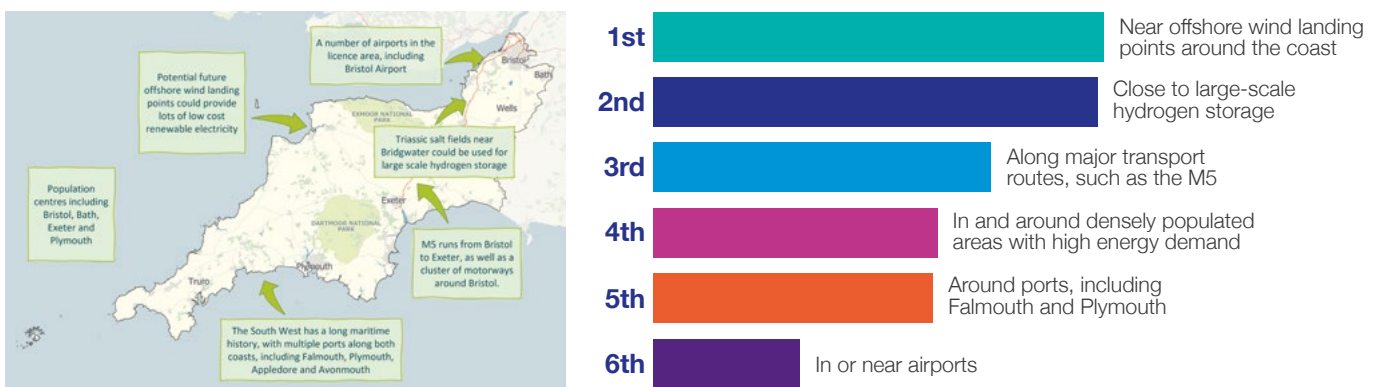 A number of airports in the
licence area, including
Bristol Airport
Bristol
Bath
Wells
Potential future
offshore wind landing
points could provide
lots of low cost
renewable electricity
EXMOOR NATIONAL
PARK
Triassic salt fields near
Bridgwater could be used for
large scale hydrogen storage
Population
centres including
Bristol, Bath,
Exeter and
Plymouth
Exeter
DARTMOOR NATIONAL
PARK
M5 runs from Bristol
to Exeter, as well as a
cluster of motorways
around Bristol.
Plymouth
Truro
The South West has a long maritime
history, with multiple ports along both
coasts, including Falmouth, Plymouth,
Appledore and Avonmouth
1st
Near offshore wind landing
points around the coast
2nd
Close to large-scale
hydrogen storage
3rd
Along major transport
routes, such as the M5
4th
In and around densely populated
areas with high energy demand
5th
Around ports, including
Falmouth and Plymouth
6th
In or near airports